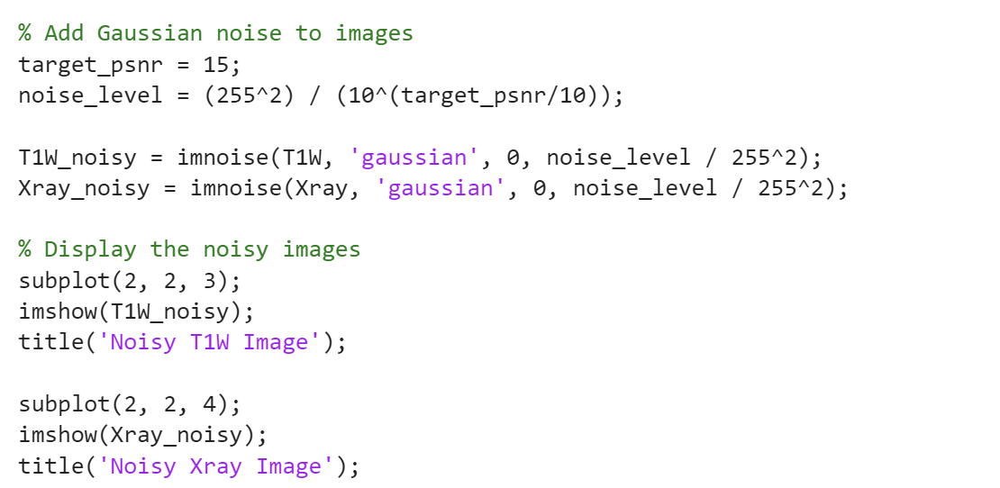 % Add Gaussian noise to images
target_psnr = 15;
noise_level = (255^2) / (10^(target_psnr/10));
T1W_noisy = imnoise(T1W, 'gaussian', 0, noise_level / 255^2);
Xray_noisy = imnoise(Xray, 'gaussian', 0, noise_level / 255^2);
% Display the noisy images
subplot(2, 2, 3);
imshow(T1W_noisy);
title('Noisy T1W Image');
subplot(2, 2, 4);
imshow(Xray_noisy);
title('Noisy Xray Image');